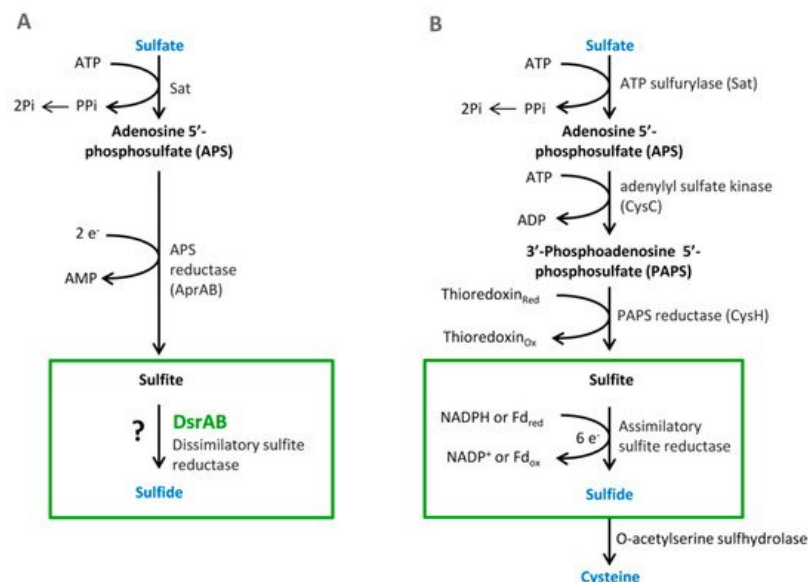 A
Sulfate
ATP
Sat
2Pi ← PPi
Adenosine 5’-
phosphosulfate (APS)
2 e-
APS
reductase
(AprAB)
AMP
Sulfite
?
DsrAB
Dissimilatory sulfite
reductase
Sulfide
B
Sulfate
ATP
ATP sulfurylase (Sat)
2Pi ← PPi
Adenosine 5’-
phosphosulfate (APS)
ATP
adenylyl sulfate kinase
(CysC)
ADP
3’-Phosphoadenosine 5’-
phosphosulfate (PAPS)
ThioredoxinRed
PAPS reductase (CysH)
ThioredoxinOx
Sulfite
NADPH or Fdred
6 e-
Assimilatory
sulfite reductase
NADP+ or Fdox
Sulfide
O-acetylserine sulfhydrolase
Cysteine